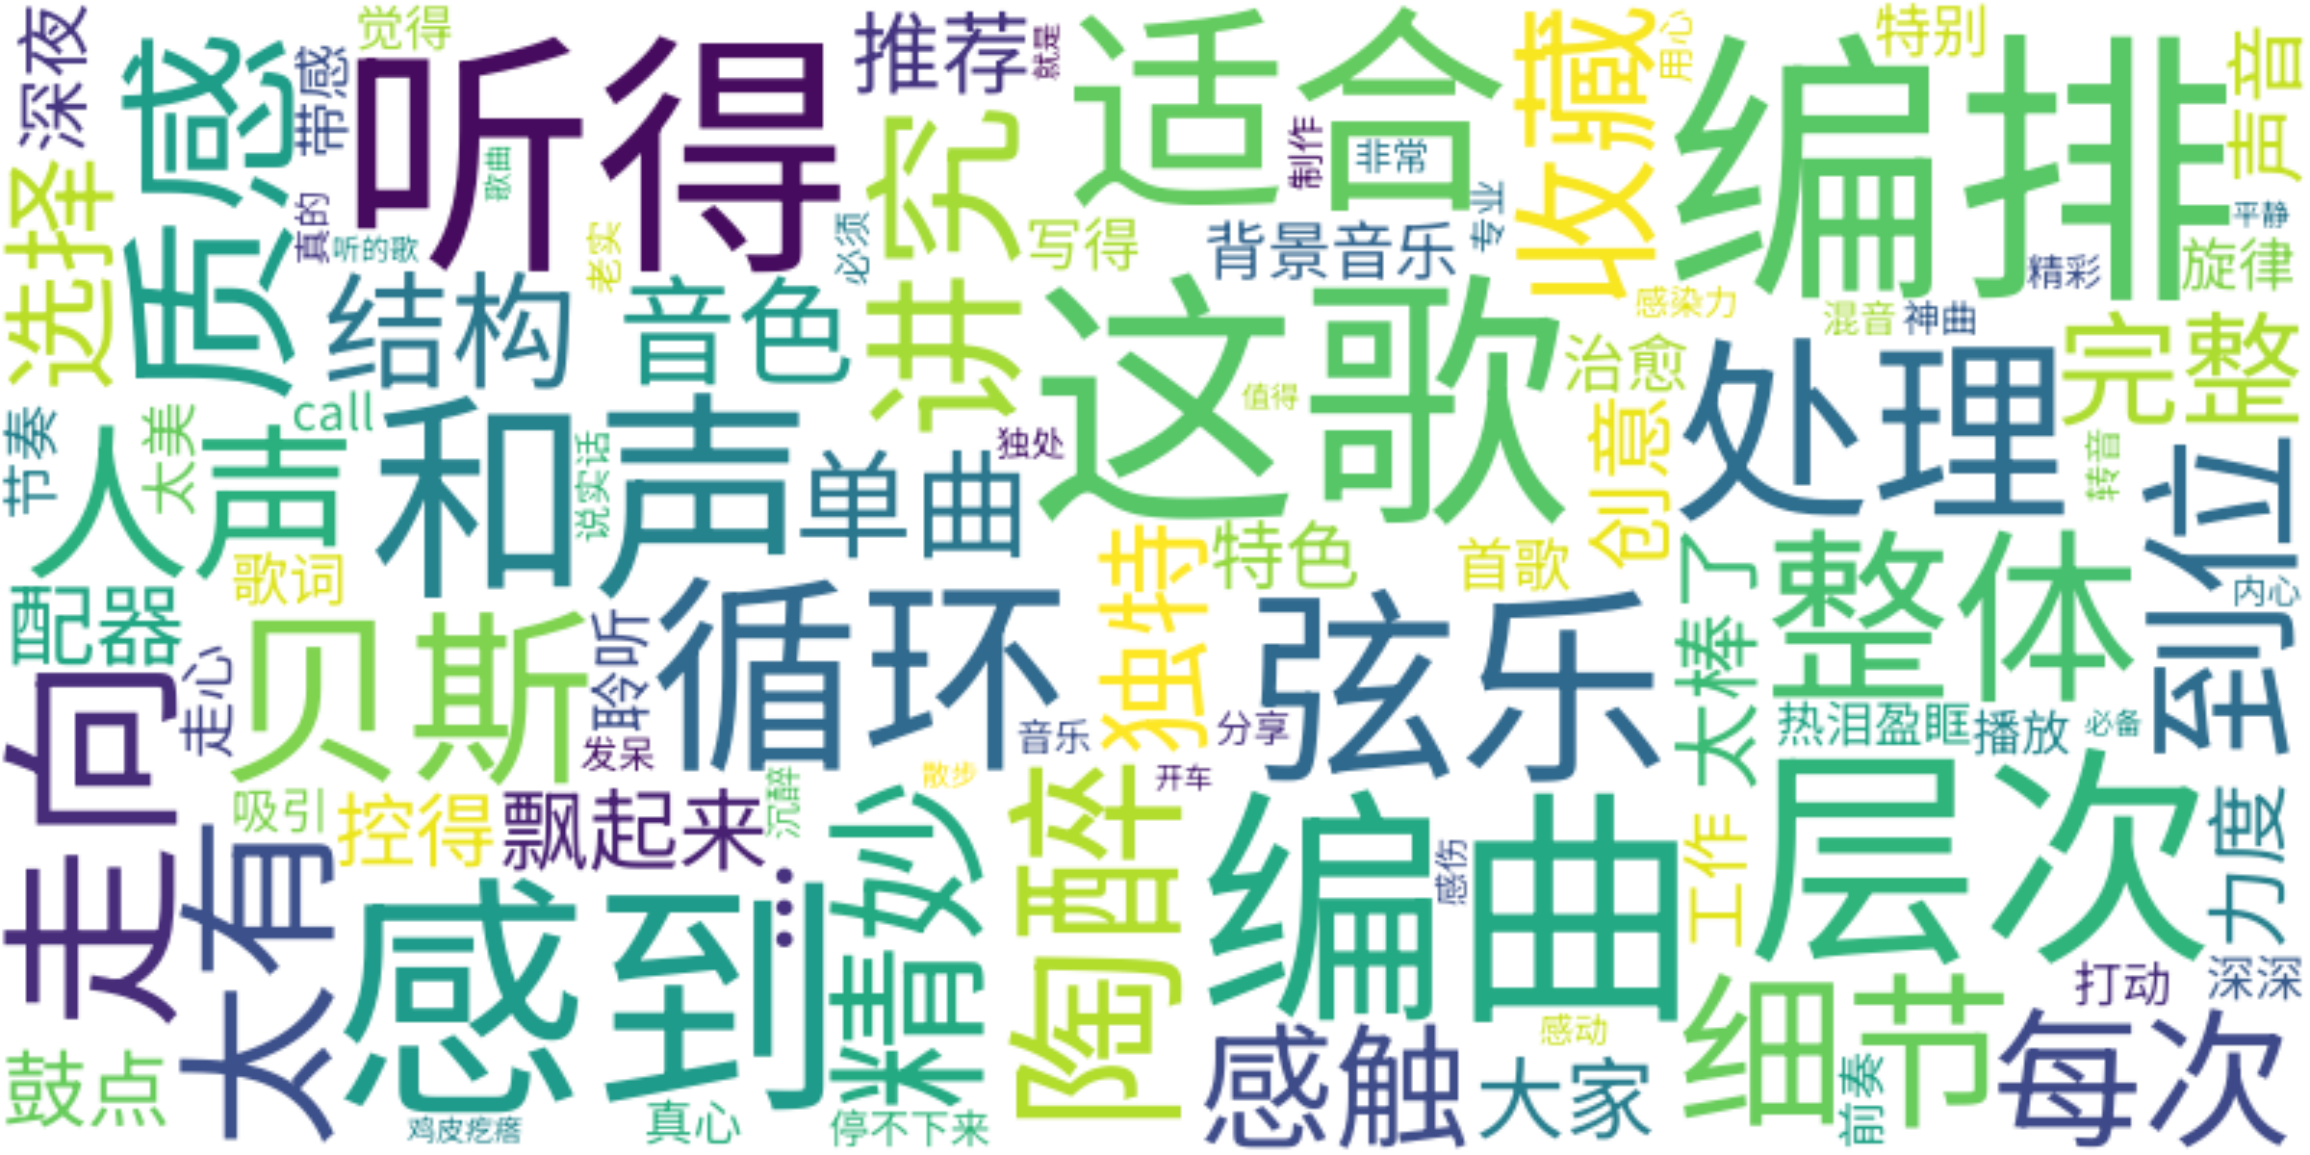 深夜
觉得
带感
质感
听得
推荐
就是
适合
收藏
用心
特别
编排
声音
选择
真的
听的歌
歌曲
老实
必须
讲究
写得
制作
非常
背景音乐
专业
平静
精彩
旋律
结构
音色
这歌
感染力
混音
神曲
治愈
处理
完整
节奏
太美
call
人声
和声
说实话
单曲
独处
值得
创意
转音
到位
歌词
配器
特色
首歌
独特
太棒了
整体
内心
贝斯
聆听
循环
弦乐
走向
走心
发呆
音乐
分享
热泪盈眶
播放
必备
吸引
控得
飘起来
沉醉
散步
开车
陶醉
精妙
太有
感到
...
编曲
感伤
工作
层次
力度
打动
深深
鼓点
鸡皮疙瘩
真心
停不下来
感触
感动
大家
细节
前奏
每次